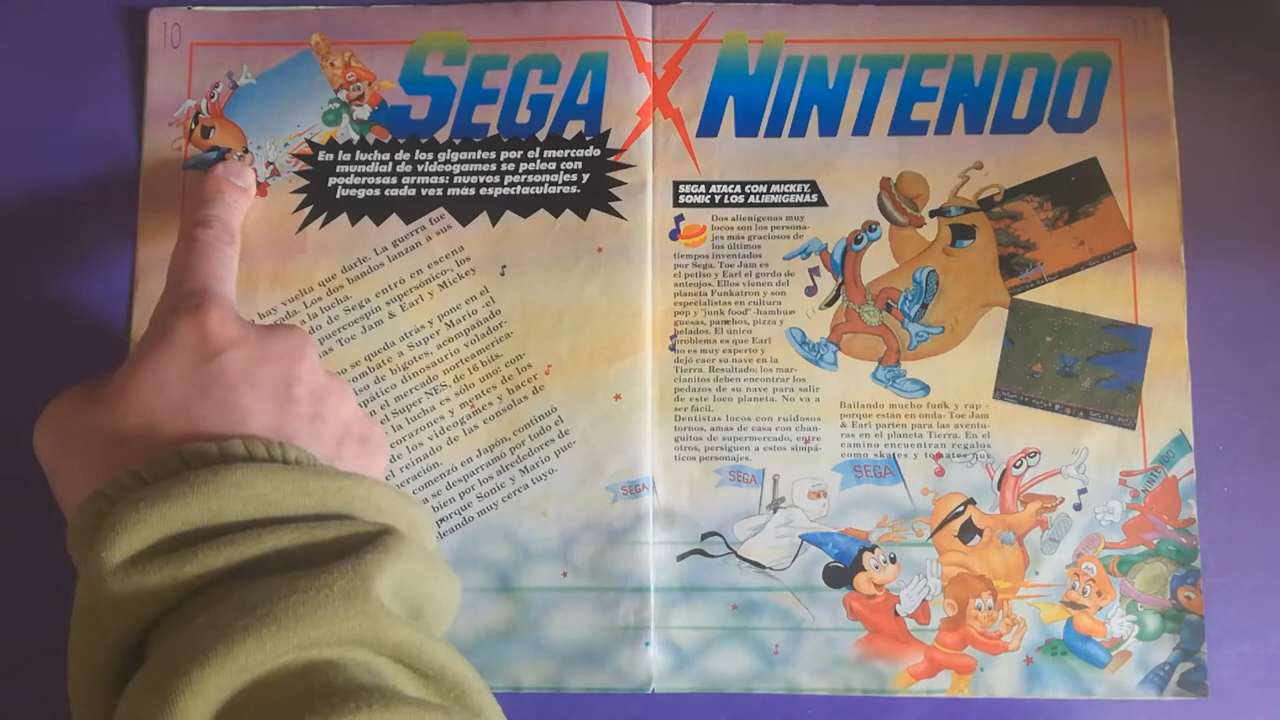 10
11
SEGA
NINTENDO
En la lucha de los gigantes por el mercado
mundial de videogames se pelea con
poderosas armas: nuevos personajes y
juegos cada vez más espectaculares.
hay vuelta que darle. La guerra fue
Los dos bandos lanzan a sus
la lucha.
de Sega entró en escena
puercoespín supersónico-, los
Toe Jam & Earl y Mickey
no se queda atrás y pone en el
combate a Super Mario -el
de bigotes, acompañado
dinosaurio volador-
en el mercado norteamerica-
el Super NES, de 16 bits.
la lucha es sólo uno: con-
corazones y mentes de los
de los videogames y hacer
reinado de las consolas de
comenzó en Japón, continuó
a se desparramó por todo el
bien por los alrededores de
porque Sonic y Mario pue-
leando muy cerca tuyo.
SEGA ATACA CON MICKEY,
SONIC Y LOS ALIENIGENAS
Dos alienígenas muy
locos son los persona-
jes más graciosos de
los últimos
tiempos inventados
por Sega. Toe Jam es
el petiso y Earl el gordo de
anteojos. Ellos vienen del
planeta Funkatron y son
especialistas en cultura
pop y "junk food" -hambur-
guesas, panchos, pizza y
helados. El único
problema es que Earl
no es muy experto y
dejó caer su nave en la
Tierra. Resultado: los mar-
cianitos deben encontrar los
pedazos de su nave para salir
de este loco planeta. No va a
ser fácil.
Dentistas locos con ruidosos
tornos, amas de casa con chan-
guitos de supermercado, entre
otros, persiguen a estos simpá-
ticos personajes.
Bailando mucho funk y rap -
porque están en onda- Toe Jam
& Earl parten para las aventu-
ras en el planeta Tierra. En el
camino encuentran regalos
como skates y tomates que
SEGA
SEGA
SEGA
NINTENDO
M